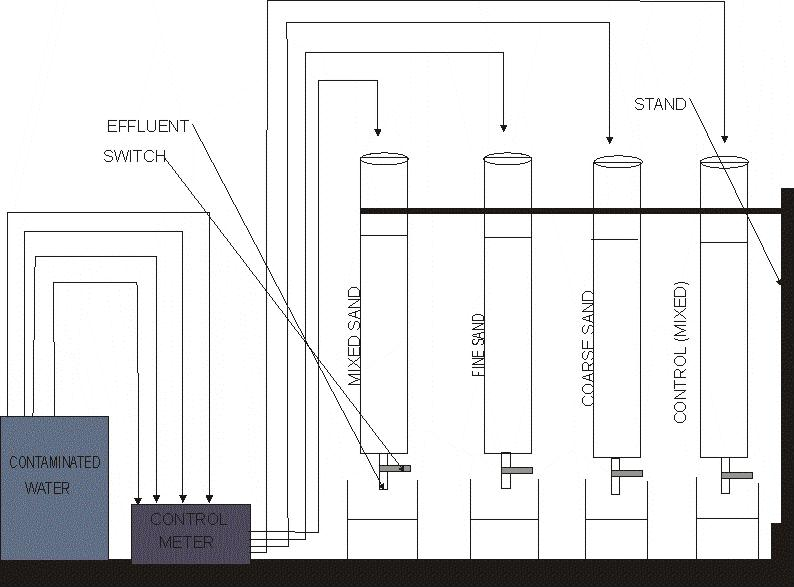 EFFLUENT
SWITCH
STAND
MIXED SAND
FINE SAND
COARSE SAND
CONTROL (MIXED)
CONTAMINATED
WATER
CONTROL
METER